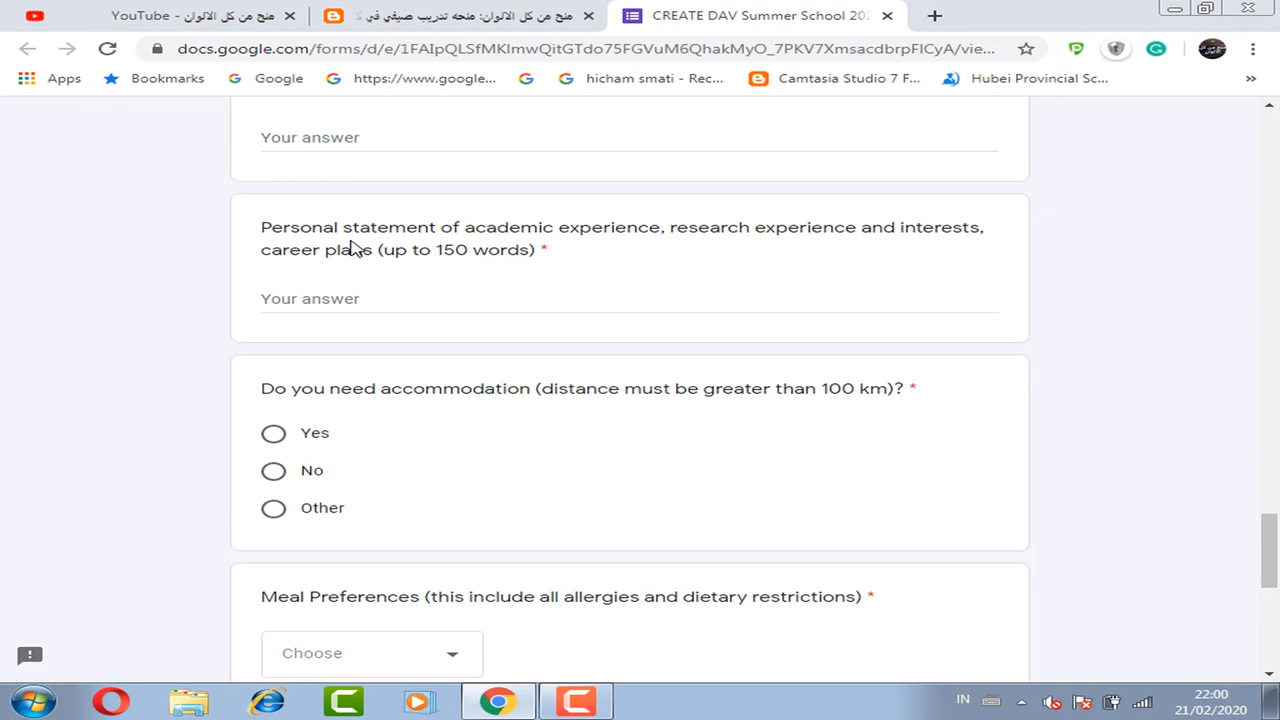 YouTube - منح من كل الالوان
منح من كل الالوان: منحه تدريب صيفي في
CREATE DAV Summer School 202
docs.google.com/forms/d/e/1FAIpQLSfMKlmwQitGTdo75FGVuM6QhakMyO_7PKV7XmsacdbrpFICyA/vie...
Apps Bookmarks Google https://www.google... hicham smati - Rec... Camtasia Studio 7 F... Hubei Provincial Sc... »
Your answer
Personal statement of academic experience, research experience and interests,
career plans (up to 150 words) *
Your answer
Do you need accommodation (distance must be greater than 100 km)? *
Yes
No
Other
Meal Preferences (this include all allergies and dietary restrictions) *
Choose
IN
22:00
21/02/2020